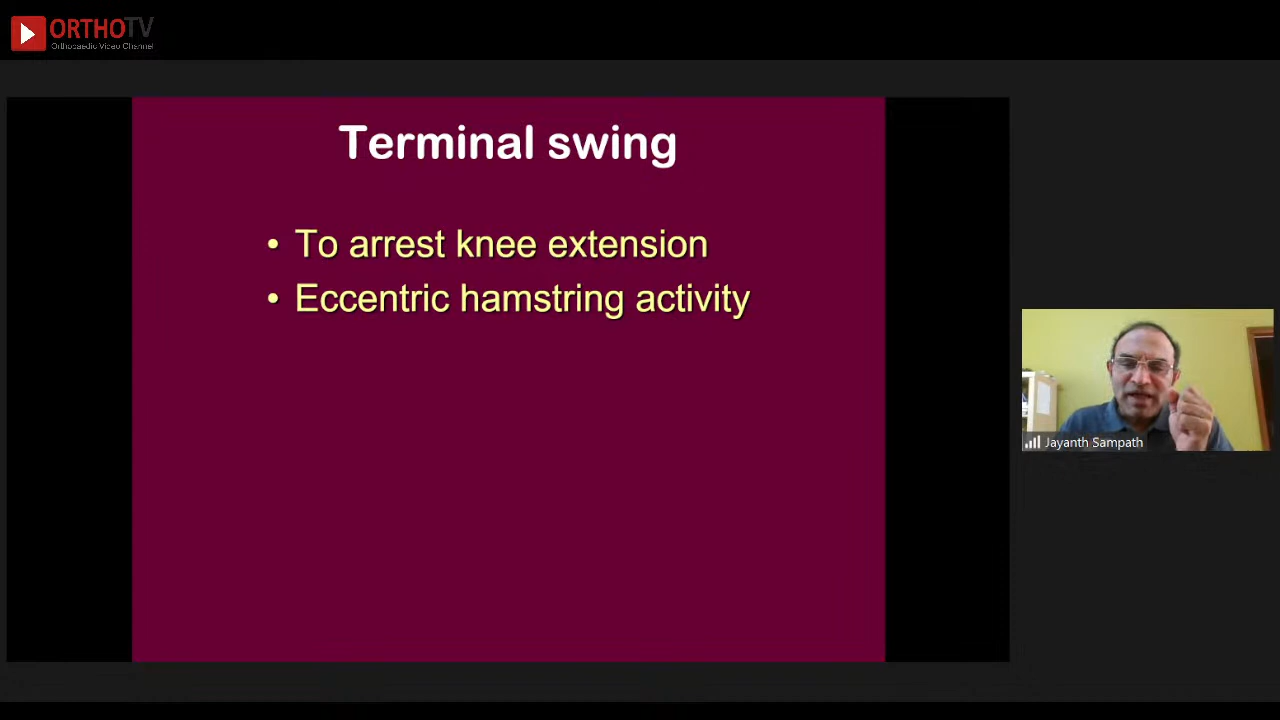 ORTHOTV
Orthopaedic Video Channel
Terminal swing
• To arrest knee extension
• Eccentric hamstring activity
Jayanth Sampath